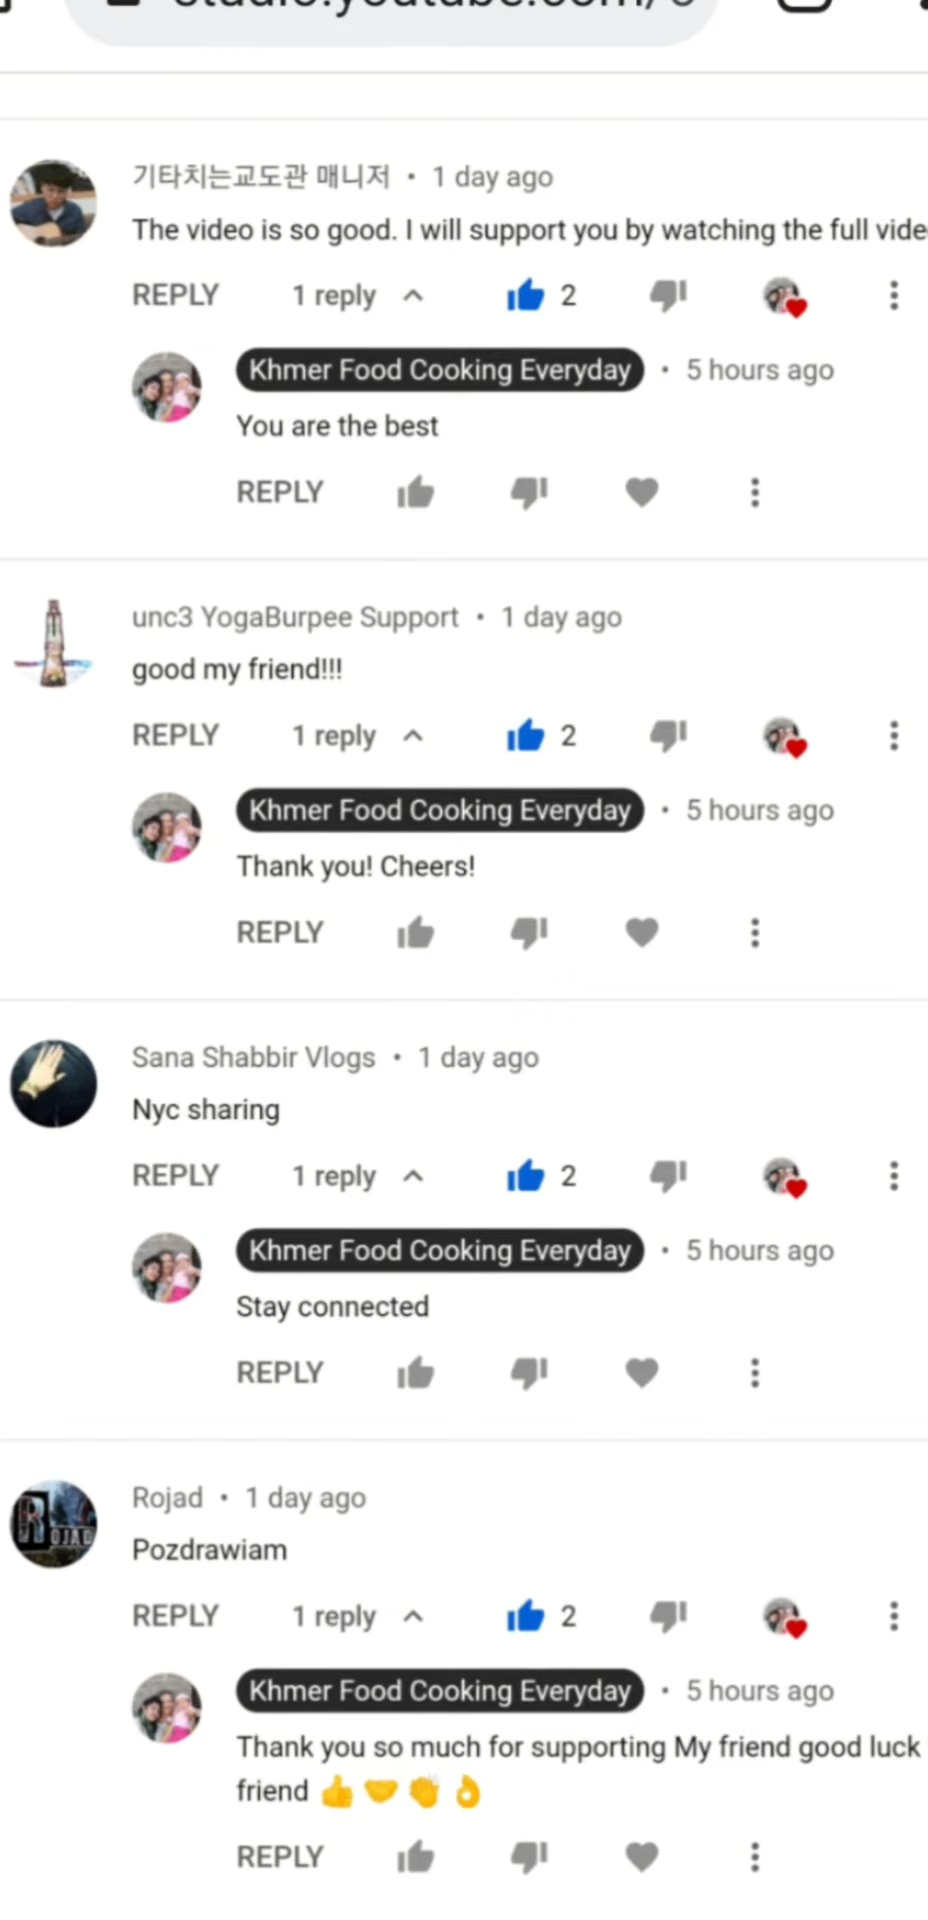 기타치는교도관 매니저 • 1 day ago
The video is so good. I will support you by watching the full
REPLY 1 reply 2
Khmer Food Cooking Everyday • 5 hours ago
You are the best
REPLY
unc3 YogaBurpee Support • 1 day ago
good my friend!!!
REPLY 1 reply 2
Khmer Food Cooking Everyday • 5 hours ago
Thank you! Cheers!
REPLY
Sana Shabbir Vlogs • 1 day ago
Nyc sharing
REPLY 1 reply 2
Khmer Food Cooking Everyday • 5 hours ago
Stay connected
REPLY
Rojad • 1 day ago
Pozdrawiam
REPLY 1 reply 2
Khmer Food Cooking Everyday • 5 hours ago
Thank you so much for supporting My friend good luck
friend 👍🤝👏👌
REPLY